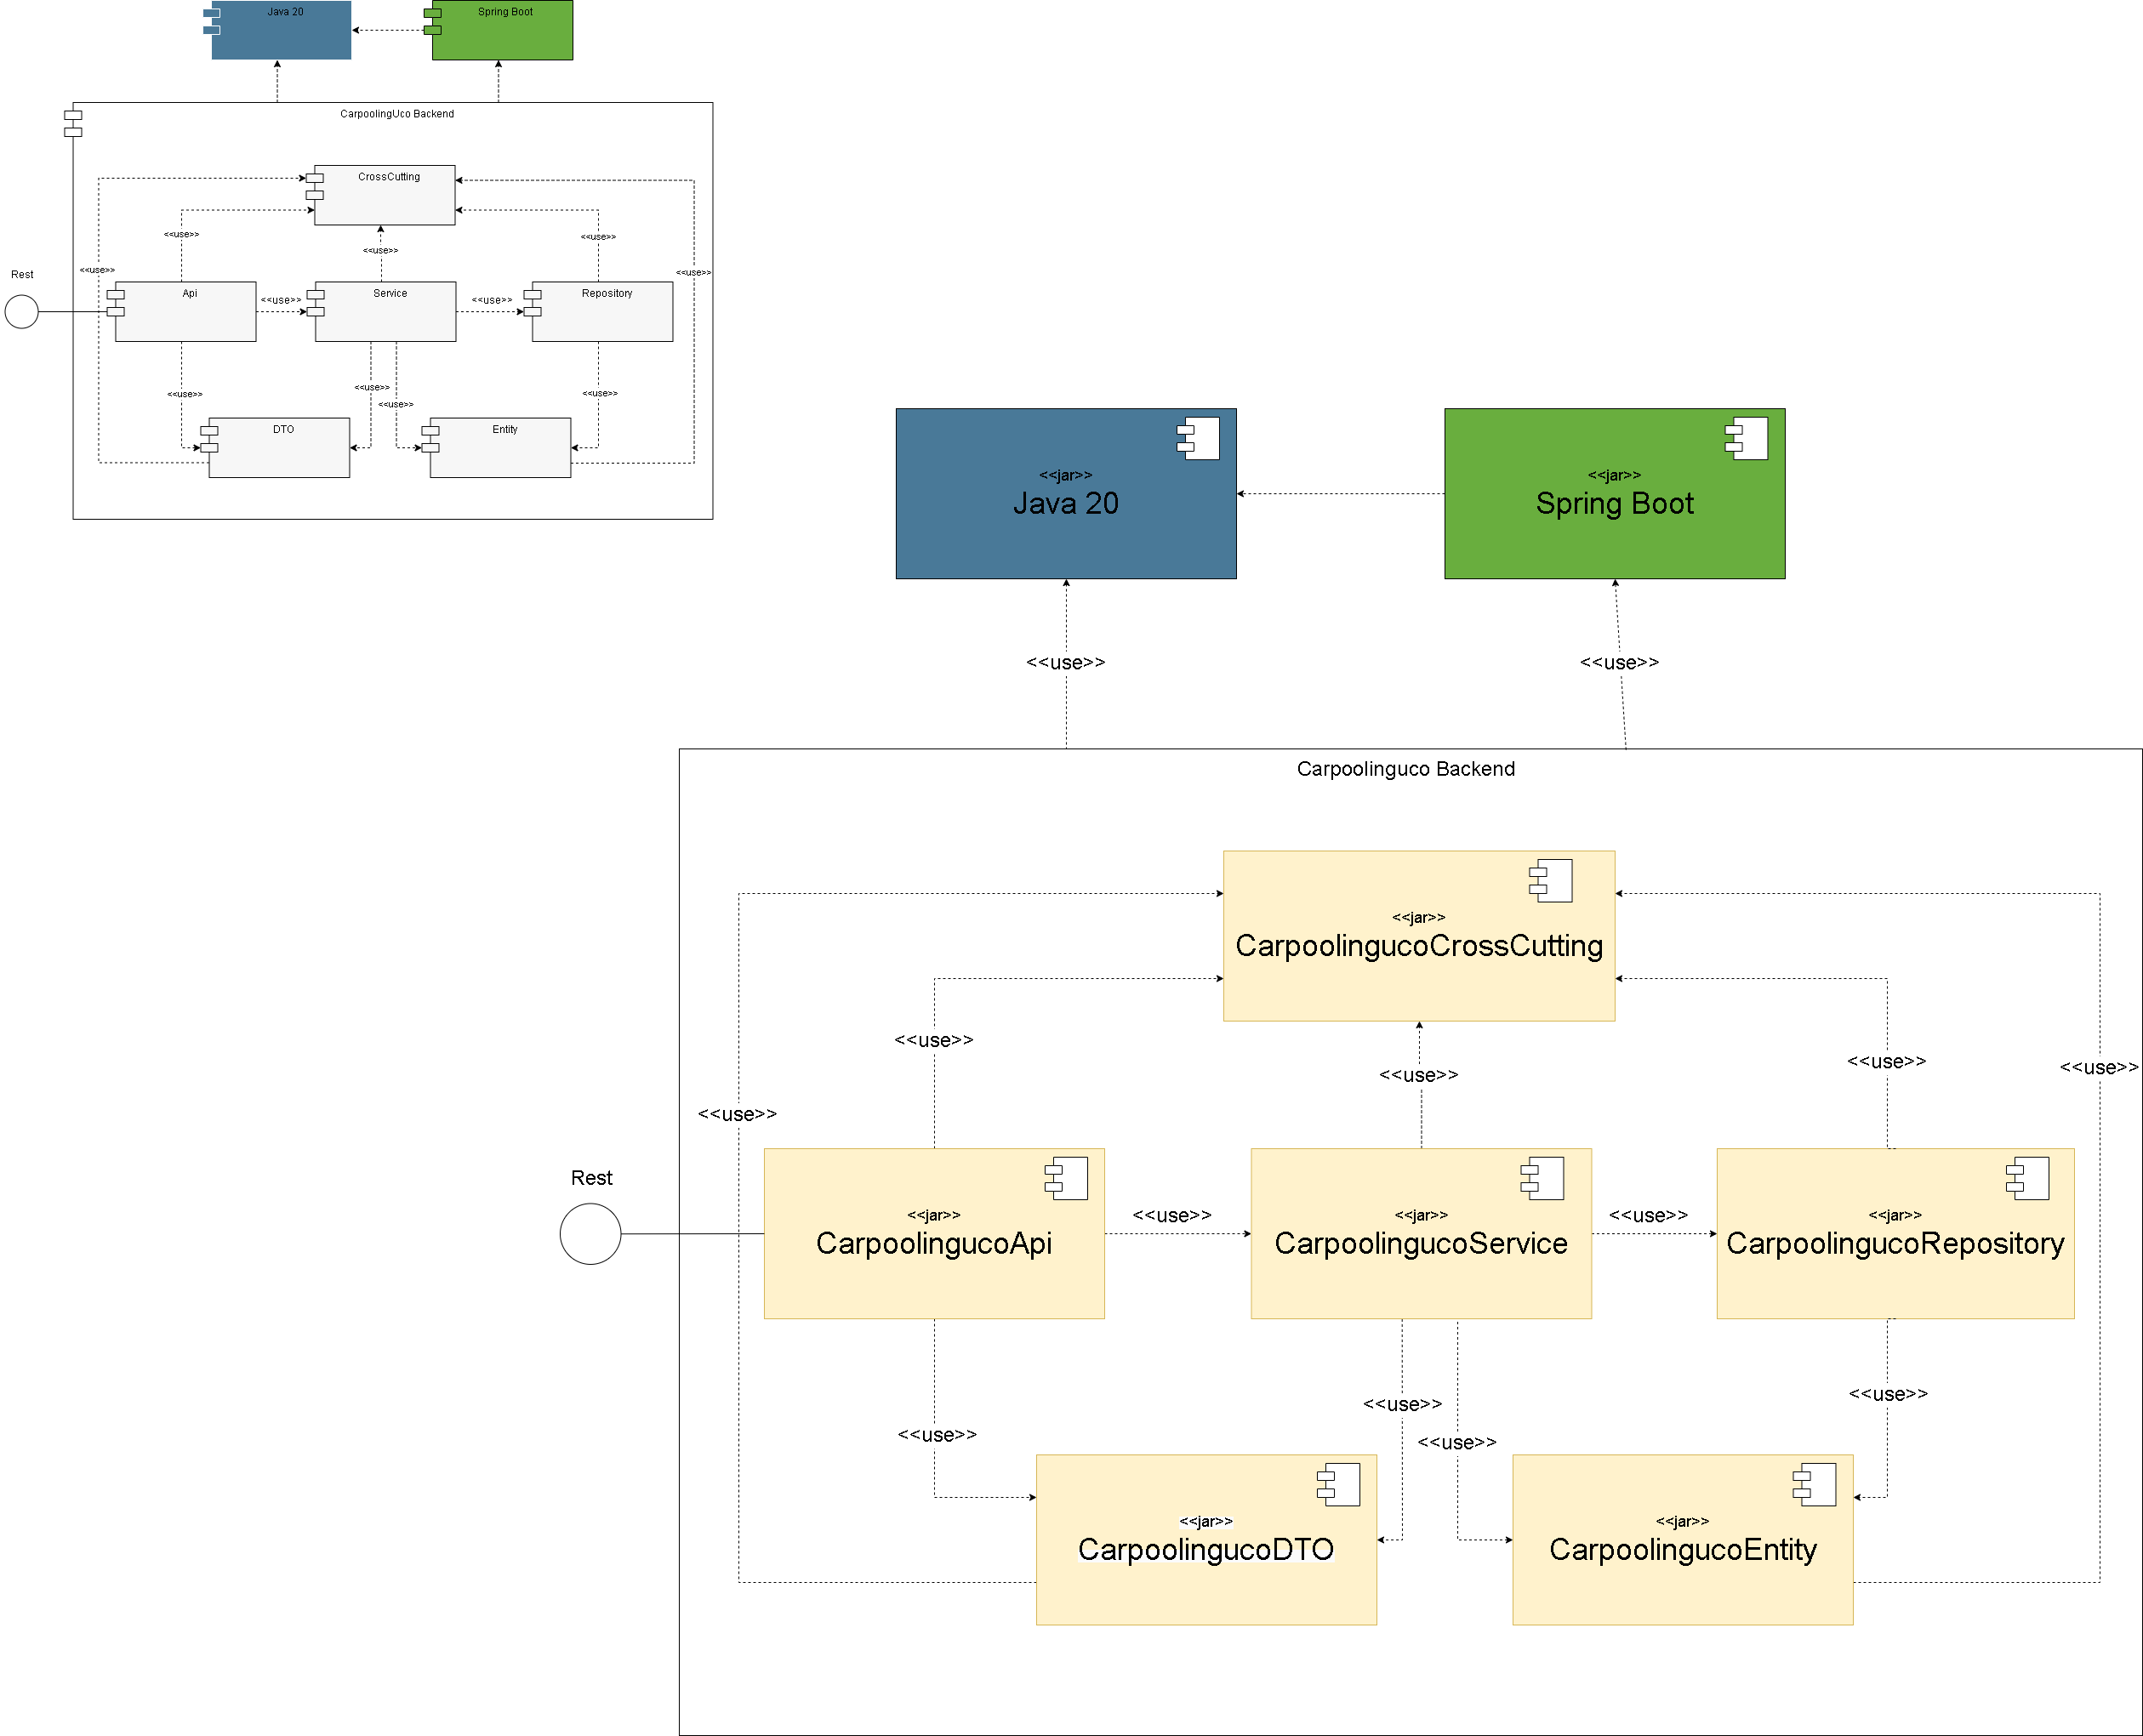 Java 20
Spring Boot
CarpoolingUco Backend
CrossCutting
<<use>>
<<use>>
<<use>>
<<use>>
<<use>>
Rest
Api
<<use>>
Service
<<use>>
Repository
<<use>>
<<use>>
<<use>>
<<use>>
DTO
Entity
<<jar>>
Java 20
<<jar>>
Spring Boot
<<use>>
<<use>>
Carpoolinguco Backend
<<jar>>
CarpoolingucoCrossCutting
<<use>>
<<use>>
<<use>>
<<use>>
<<use>>
Rest
<<jar>>
CarpoolingucoApi
<<use>>
<<jar>>
CarpoolingucoService
<<use>>
<<jar>>
CarpoolingucoRepository
<<use>>
<<use>>
<<use>>
<<use>>
<<jar>>
CarpoolingucoDTO
<<jar>>
CarpoolingucoEntity